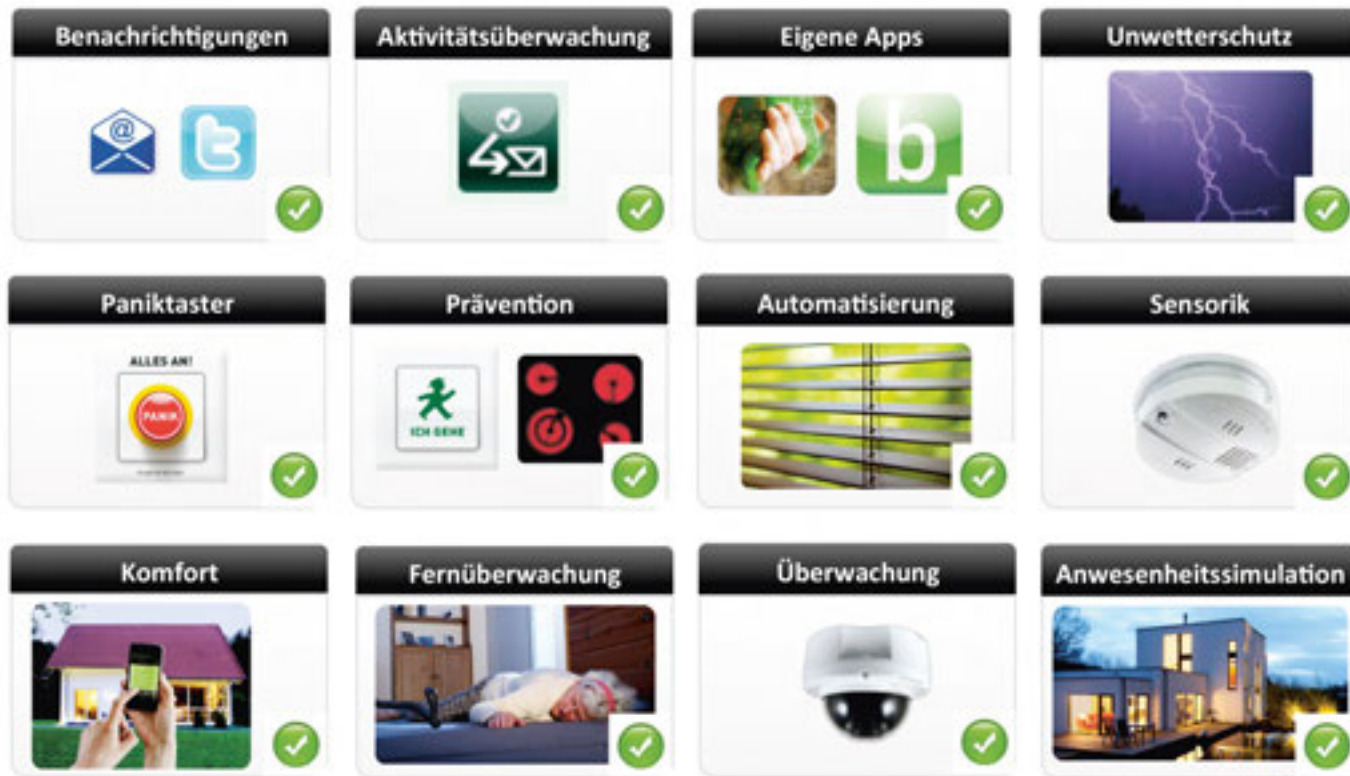 Benachrichtigungen
Aktivitätsüberwachung
Eigene Apps
Unwetterschutz
@
t
b
Paniktaster
Prävention
Automatisierung
Sensorik
ALLES AN!
PANIK
ICH GEHE
Komfort
Fernüberwachung
Überwachung
Anwesenheitssimulation